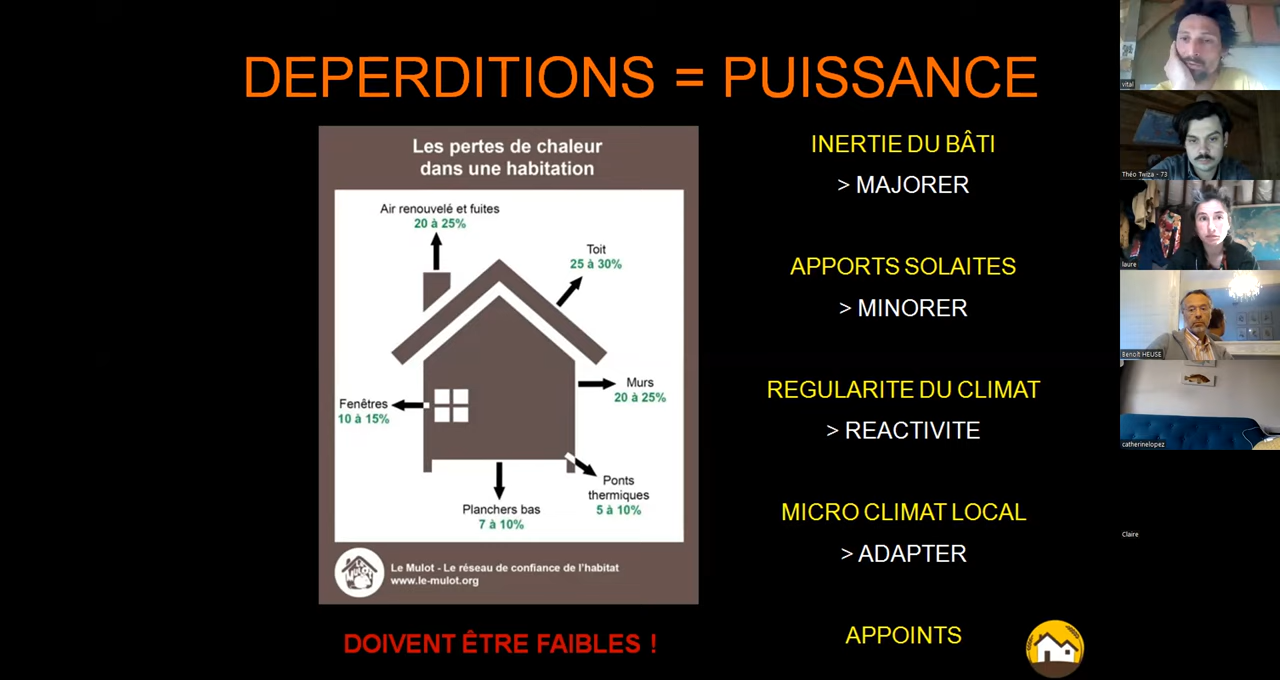 DEPERDITIONS = PUISSANCE
Les pertes de chaleur
dans une habitation
Air renouvelé et fuites
20 à 25%
Toit
25 à 30%
Murs
20 à 25%
Fenêtres
10 à 15%
Ponts
thermiques
5 à 10%
Planchers bas
7 à 10%
Le Mulot - Le réseau de confiance de l'habitat
www.le-mulot.org
DOIVENT ÊTRE FAIBLES !
INERTIE DU BÂTI
> MAJORER
APPORTS SOLAITES
> MINORER
REGULARITE DU CLIMAT
> REACTIVITE
MICRO CLIMAT LOCAL
> ADAPTER
APPOINTS
vital
Théo Twiza - 73
laure
Benoît HEUSE
catherinelopez
Claire